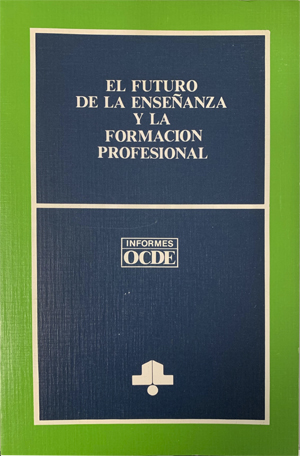 EL FUTURO
DE LA ENSEÑANZA
Y LA
FORMACION
PROFESIONAL
INFORMES
OCDE